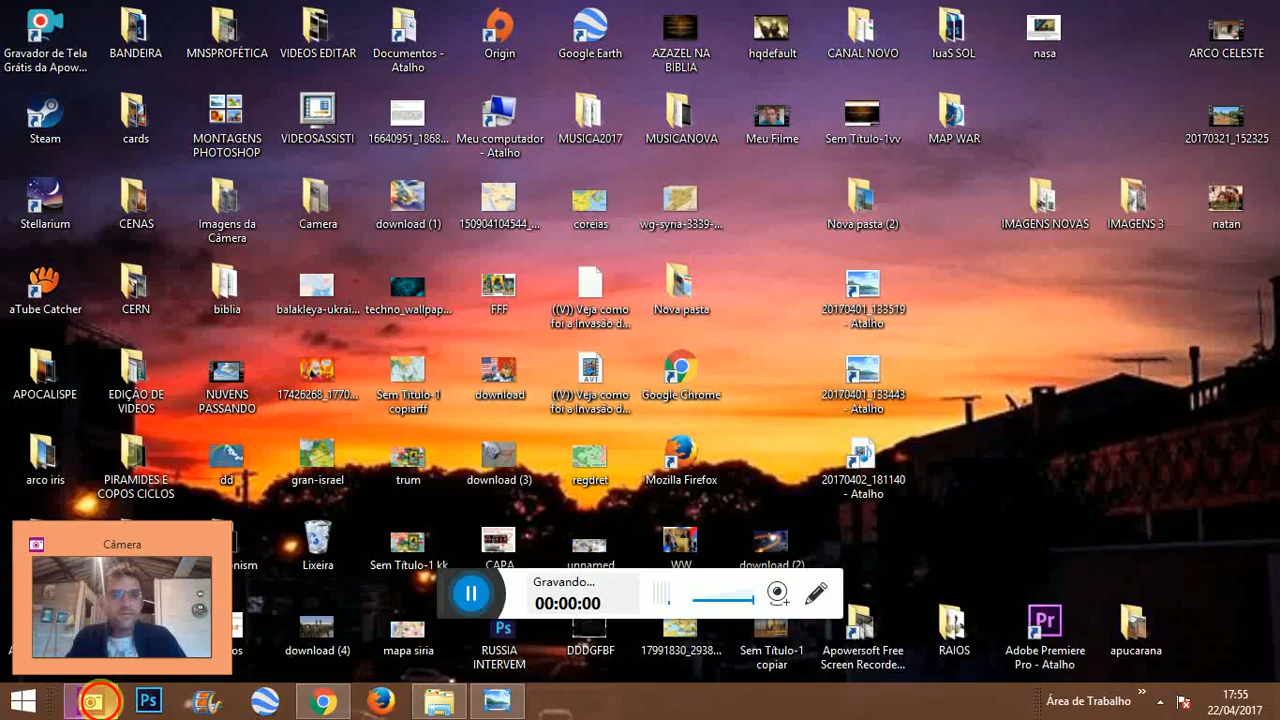 Gravador de Tela
Grátis da Apow...
BANDEIRA
MNSPROFÉTICA
VIDEOS EDITAR
Documentos -
Atalho
Origin
Google Earth
AZAZEL NA
BIBLIA
hqdefault
CANAL NOVO
luaS SOL
nasa
ARCO CELESTE
Steam
cards
MONTAGENS
PHOTOSHOP
VIDEOSASSISTI
16640951_1868...
Meu computador
- Atalho
MUSICA2017
MUSICANOVA
Meu Filme
Sem Título-1vv
MAP WAR
20170321_152325
Stellarium
CENAS
Imagens da
Câmera
Camera
download (1)
150904104544_...
coreias
wg-syria-3339-...
Nova pasta (2)
IMAGENS NOVAS
IMAGENS 3
natan
aTube Catcher
CERN
biblia
balakleya-ukrai...
techno_wallpap...
FFF
((V)) Veja como
foi a Invasão d...
Nova pasta
20170401_133519
- Atalho
APOCALISPE
EDIÇÃO DE
VIDEOS
NUVENS
PASSANDO
17426268_1770...
Sem Título-1
copiarff
download
((V)) Veja como
foi a Invasão d...
Google Chrome
20170401_133443
- Atalho
arco iris
PIRAMIDES E
COPOS CICLOS
dd
gran-israel
trum
download (3)
regdret
Mozilla Firefox
20170402_181140
- Atalho
Câmera
Lixeira
Sem Título-1 kk
CAPA
unnamed
WW
download (2)
Gravando...
00:00:00
download (4)
mapa siria
RUSSIA
INTERVEM
DDDGFBF
17991830_2938...
Sem Título-1
copiar
Apowersoft Free
Screen Recorde...
RAIOS
Adobe Premiere
Pro - Atalho
apucarana
Área de Trabalho
17:55
22/04/2017